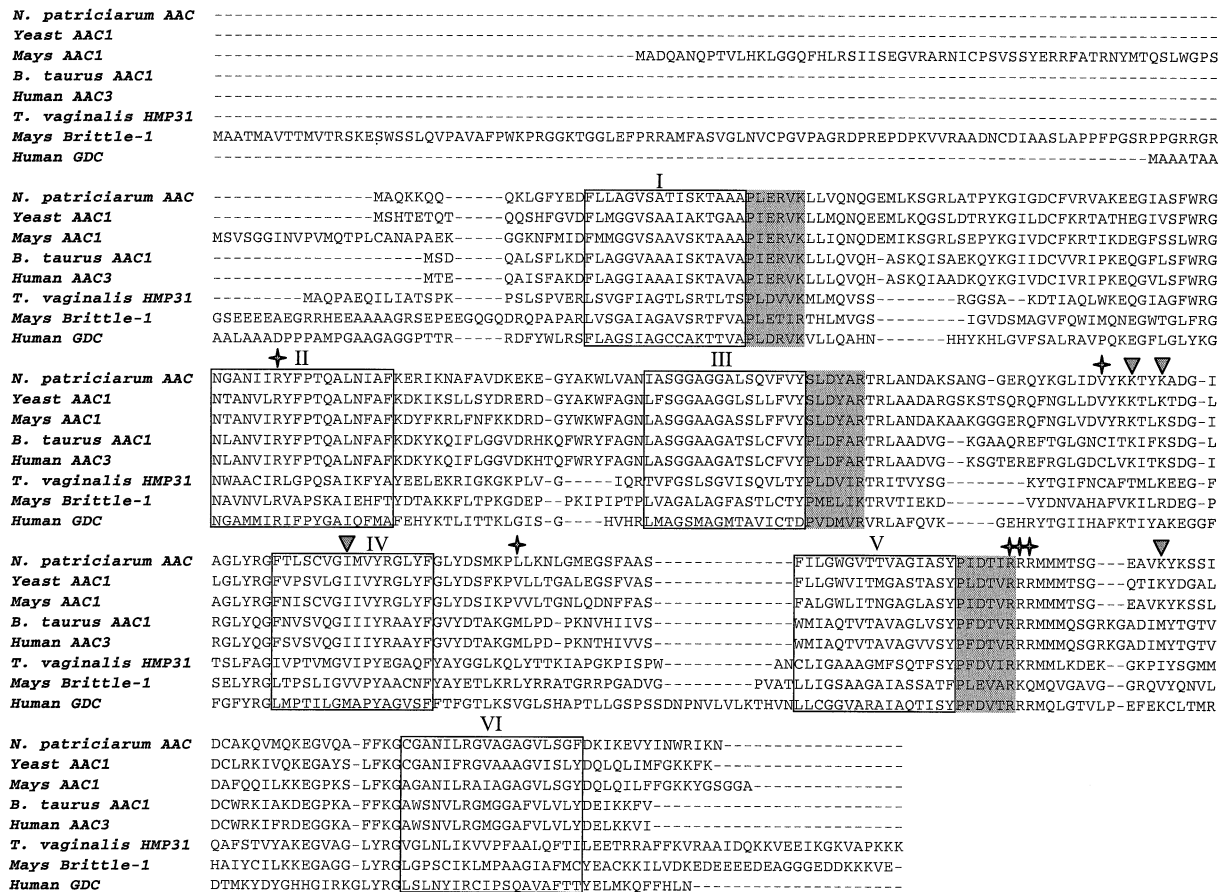 N. patriciarum AAC ----------------------------------------------------------------------------------------------------
Yeast AAC1 ----------------------------------------------------------------------------------------------------
Mays AAC1 ------------------------------------------MADQANQPTVLHKLGGQFHLRSIISEGVRARNICPSVSSYERRFATRNYMTQSLWGPS
B. taurus AAC1 ----------------------------------------------------------------------------------------------------
Human AAC3 ----------------------------------------------------------------------------------------------------
T. vaginalis HMP31 ----------------------------------------------------------------------------------------------------
Mays Brittle-1 MAATMAVTTMVTRSKESWSSLQVPAVAFPWKPRGGKTGGLEFPRRAMFASVGLNVCPGVPAGRDPREPDPKVVRAADNCDIAASLAPPFPGSRPPGRRGR
Human GDC ---------------------------------------------------------------------------------------------MAAATAA
I
N. patriciarum AAC ----------------MAQKKQQ------QKLGFYEDFLLAGVSATISKTAAAPLERVKLLVQNQGEMLKSGRLATPYKGIGDCFVRVAKEEGIASFWRG
Yeast AAC1 ----------------MSHTETQT-----QQSHFGVDFLMGGVSAAIAKTGAAPIERVKLLMQNQEEMLKQGSLDTRYKGILDCFKRTATHEGIVSFWRG
Mays AAC1 MSVSGGINVPVMQTPLCANAPAEK-----GGKNFMIDFMMGGVSAAVSKTAAAPIERVKLLIQNQDEMIKSGRLSEPYKGIVDCFKRTIKDEGFSSLWRG
B. taurus AAC1 ---------------------MSD-----QALSFLKDFLAGGVAAAISKTAVAPIERVKLLLQVQH-ASKQISAEKQYKGIIDCVVRIPKEQGFLSFWRG
Human AAC3 ---------------------MTE-----QAISFAKDFLAGGIAAAISKTAVAPIERVKLLLQVQH-ASKQIAADKQYKGIVDCIVRIPKEQGVLSFWRG
T. vaginalis HMP31 ---------MAQPAEQILIATSPK-----PSLSPVERLSVGFIAGTLSRTLTSPLDVVKMLMQVSS--------RGGSA-KDTIAQLWKEQGIAGFWRG
Mays Brittle-1 GSEEEEAEGRRHEEAAAAGRSEPEEGQGQDRQPAPARLVSGAIAGAVSRTFVAPLETIRTHLMVGS--------IGVDSMAGVFQWIMQNEGWTGLFRG
Human GDC AALAAADPPPAMPGAAGAGGPTTR-----RDFYWLRSFLAGSIAGCCAKTTVAPLDRVKVLLQAHN--------HHYKHLGVFSALRAVPQKEGFLGLYKG
II III
N. patriciarum AAC NGANIIRYFPTQALNIAFKERIKNAFAVDKEKE-GYAKWLVANIASGGAGGALSQVFVYSLDYARTRLANDAKSANG-GERQYKGLIDVYKKTYKADG-I
Yeast AAC1 NTANVLRYFPTQALNFAFKDKIKSLLSYDRERD-GYAKWFAGNLFSGGAAGGLSLLFVYSLDYARTRLAADARGSKSTSQRQFNGLLDVYKKTLKTDG-L
Mays AAC1 NTANVIRYFPTQALNFAFKDYFKRLFNFKKDRD-GYWKWFAGNLASGGAAGASSLFFVYSLDYARTRLANDAKAAKGGGERQFNGLVDVYRKTLKSDG-I
B. taurus AAC1 NLANVIRYFPTQALNFAFKDKYKQIFLGGVDRHKQFWRYFAGNLASGGAAGATSLCFVYPLDFARTRLAADVG--KGAAQREFTGLGNCITKIFKSDG-L
Human AAC3 NLANVIRYFPTQALNFAFKDKYKQIFLGGVDKHTQFWRYFAGNLASGGAAGATSLCFVYPLDFARTRLAADVG--KSGTEREFRGLGDCLVKITKSDG-I
T. vaginalis HMP31 NWAACIRLGPQSAIKFYAYEELEKRIGKGKPLVG-----IQRTVFGSLSGVISQVLTYPLDVIRTRITVYSG--------KYTGIFNCAFTMLKEEG-F
Mays Brittle-1 NAVNVLRVAPSKAIEHFTYDTAKKFLTPKGDEP--PKIPIPTPLVAGALAGFASTLCTYPMELIKTRVTIEKD--------VYDNVAHAFVKILRDEG-P
Human GDC NGAMMIRIFPYGAIQFMAFEHYKTLITTKLGIS-G----HVHRLMAGSMAGMTAVICTDPVDMVRVRLAFQVK-------GEHRYTGIIHAFKTIYAKEGGF
IV V
N. patriciarum AAC AGLYRGFTLSCVGIMVYRGLYFGLYDSMKPLLKNLGMEGSFAAS--------------FILGWGVTTVAGIASYPIDTIRRRMMMTSG---EAVKYKSSI
Yeast AAC1 LGLYRGFVPSVLGIIVYRGLYFGLYDSFKPVLLTGALEGSFVAS--------------FLLGWVITMGASTASYPLDTVRRRMMMTSG---QTIKYDGAL
Mays AAC1 AGLYRGFNISCVGIIVYRGLYFGLYDSIKPVVLTGNLQDNFFAS--------------FALGWLITNGAGLASYPIDTVRRRMMMTSG---EAVKYKSSL
B. taurus AAC1 RGLYQGFNVSVQGIIIYRAAYFGVYDTAKGMLPD-PKNVHIIVS--------------WMIAQTVTAVAGLVSYPFDTVRRRMMMQSGRKGADIMYTGTV
Human AAC3 RGLYQGFSVSVQGIIIYRAAYFGVYDTAKGMLPD-PKNTHIVVS--------------WMIAQTVTAVAGVVSYPFDTVRRRMMMQSGRKGADIMYTGTV
T. vaginalis HMP31 TSLFAGIVPTVMGVIPYEGAQFYAYGGLKQLYTTKIAPGKPISPW-----------ANCLIGAAAGMFSQTFSYPFDVIRKRMMLKDEK---GKPIYSGMM
Mays Brittle-1 SELYRGLTPSLIGVVPYAACNFYAYETLKRLYRRATGRRPGADVG----------PVATLLIGSAAGAIASSATFPLEVARKQMQVGAVG---GRQVYQNVL
Human GDC FGFYRGLMPTILGMAPYAGVSFFTFGTLKSVGLSHAPTLLGSPSSDNPNVLVLKTHVNLLCGGVARAIAQTISYPFDVTRRRMQLGTVLP-EFEKCLTMR
VI
N. patriciarum AAC DCAKQVMQKEGVQA-FFKGCGANILRGVAGAGVLSGFDKIKEVYINWRIKN------------------
Yeast AAC1 DCLRKIVQKEGAYS-LFKGCGANIFRGVAAAGVISLYDQLQLIMFGKKFK-------------------
Mays AAC1 DAFQQILKKEGPKS-LFKGAGANILRAIAGAGVLSGYDQLQILFFGKKYGSGGA---------------
B. taurus AAC1 DCWRKIAKDEGPKA-FFKGAWSNVLRGMGGAFVLVLYDEIKKFV-------------------------
Human AAC3 DCWRKIFRDEGGKA-FFKGAWSNVLRGMGGAFVLVLYDELKKVI-------------------------
T. vaginalis HMP31 QAFSTVYAKEGVAG-LYRGVGLNLIKVVPFAALQFTILEETRRAFFKVRAAIDQKKVEEIKGKVAPKKK
Mays Brittle-1 HAIYCILKKEGAGG-LYRGLGPSCIKLMPAAGIAFMCYEACKKILVDKEDEEEEDEAGGGEDDKKKVE-
Human GDC DTMKYDYGHHGIRKGLYRGLSLNYIRCIPSQAVAFTTYELMKQFFHLN---------------------